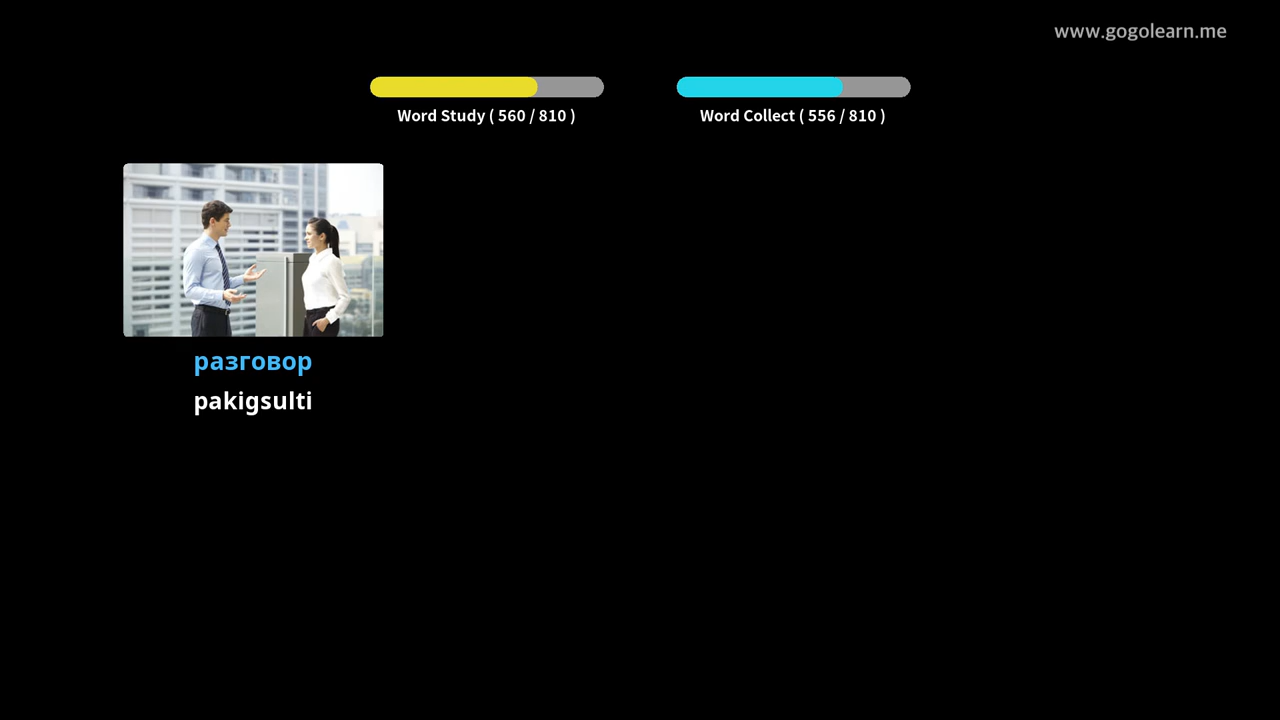 www.gogolearn.me
Word Study ( 560 / 810 )
Word Collect ( 556 / 810 )
разговор
pakigsulti